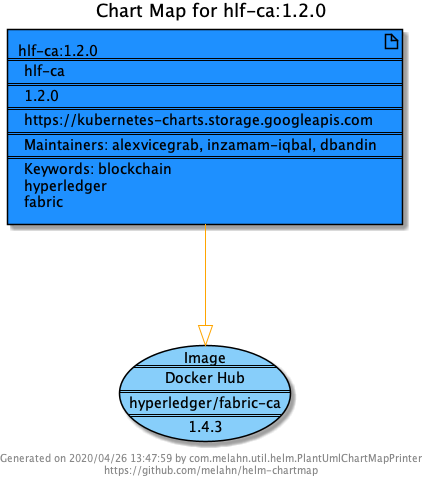 Chart Map for hlf-ca:1.2.0
hlf-ca:1.2.0
hlf-ca
1.2.0
https://kubernetes-charts.storage.googleapis.com
Maintainers: alexvicegrab, inzamam-iqbal, dbandin
Keywords: blockchain
hyperledger
fabric
Image
Docker Hub
hyperledger/fabric-ca
1.4.3
Generated on 2020/04/26 13:47:59 by com.melahn.util.helm.PlantUmlChartMapPrinter
https://github.com/melahn/helm-chartmap